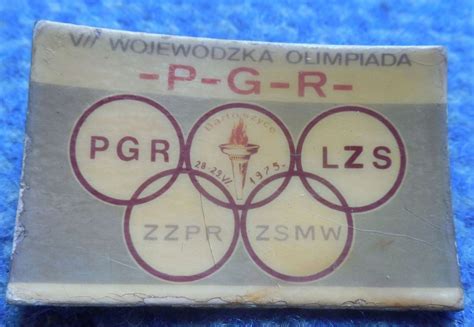 VII WOJEWÓDZKA OLIMPIADA
-P-G-R-
PGR
Bartoszyce
28-29.VI
1975.
LZS
ZZPR
ZSMW